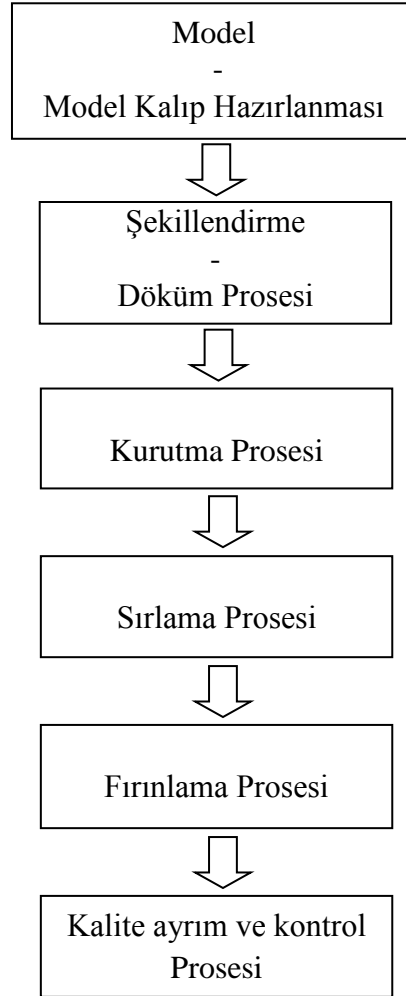 Model
-
Model Kalıp Hazırlanması
Şekillendirme
-
Döküm Prosesi
Kurutma Prosesi
Sırlama Prosesi
Fırınlama Prosesi
Kalite ayrım ve kontrol
Prosesi